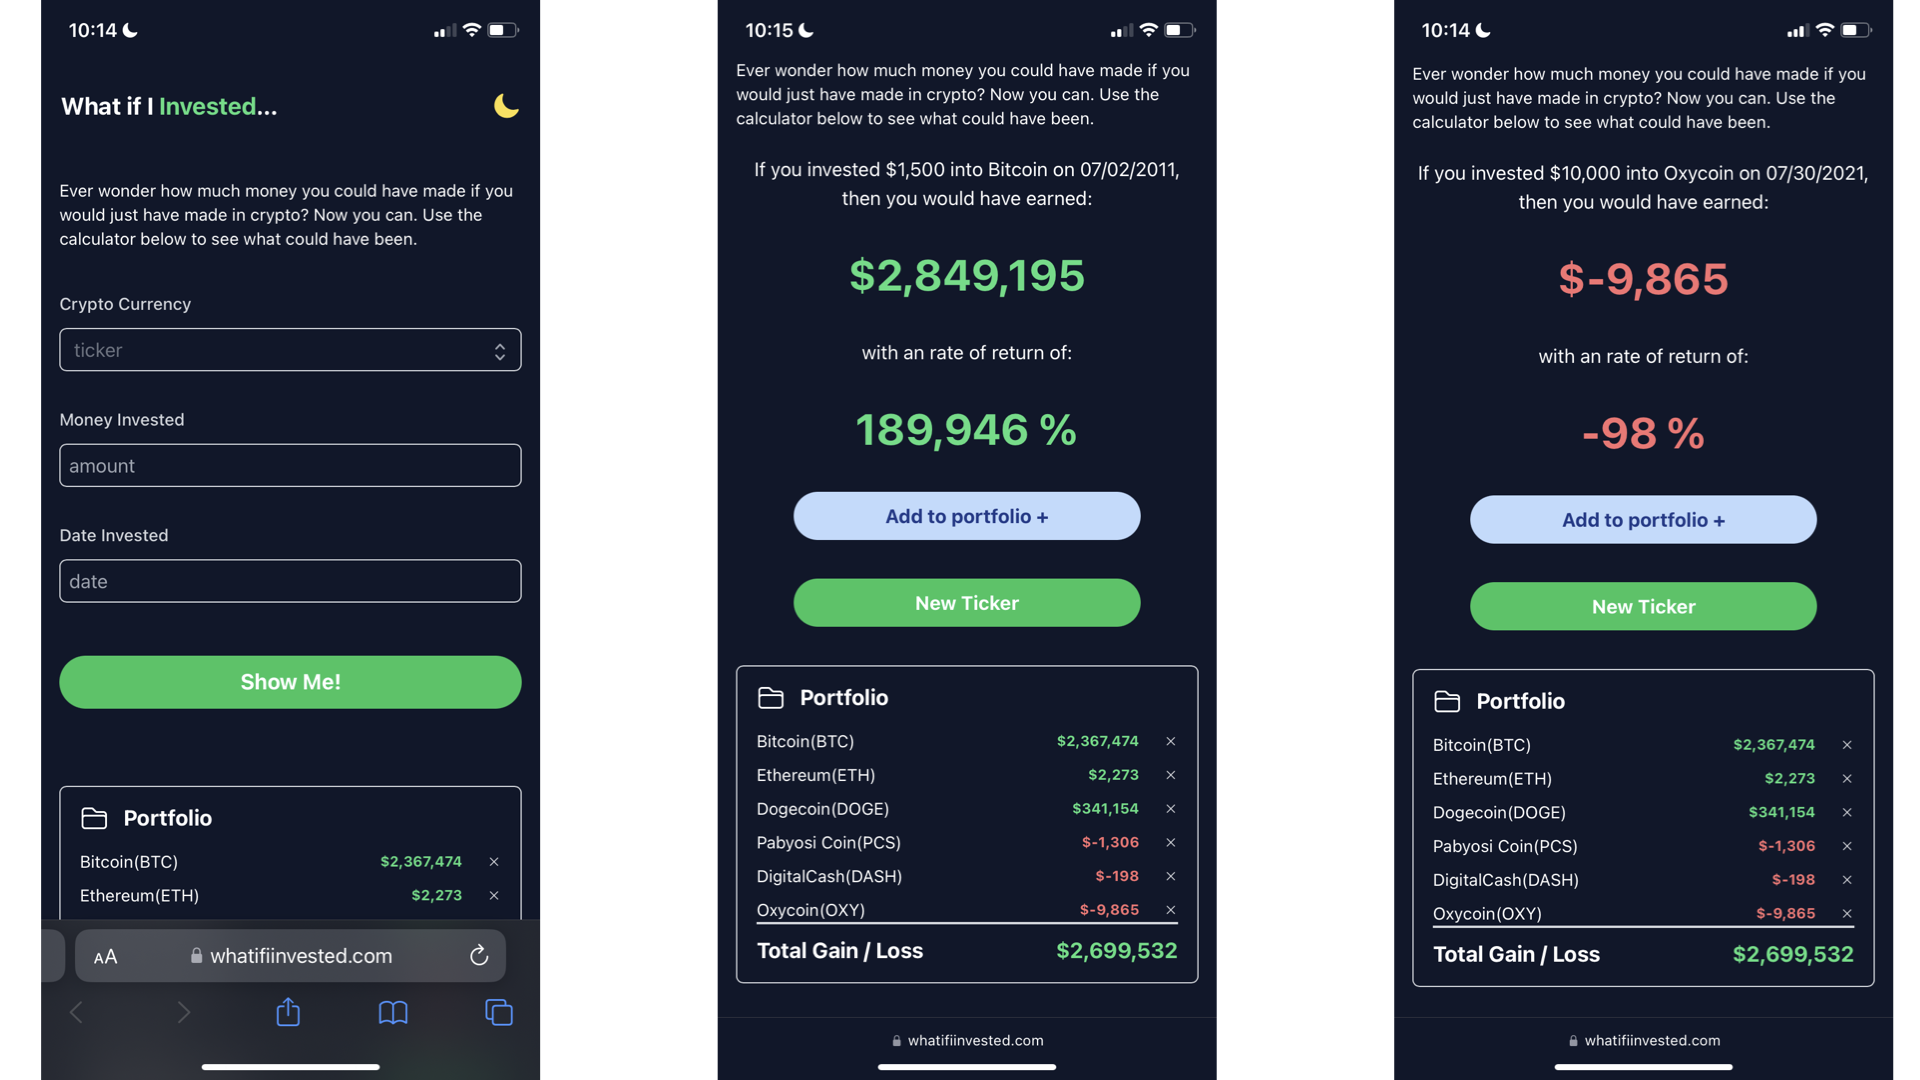 10:14
What if I Invested...
Ever wonder how much money you could have made if you
would just have made in crypto? Now you can. Use the
calculator below to see what could have been.
Crypto Currency
ticker
Money Invested
amount
Date Invested
date
Show Me!
Portfolio
Bitcoin(BTC) $2,367,474 ×
Ethereum(ETH) $2,273 ×
AA whatifiinvested.com
10:15
Ever wonder how much money you could have made if you
would just have made in crypto? Now you can. Use the
calculator below to see what could have been.
If you invested $1,500 into Bitcoin on 07/02/2011,
then you would have earned:
$2,849,195
with an rate of return of:
189,946 %
Add to portfolio +
New Ticker
Portfolio
Bitcoin(BTC) $2,367,474 ×
Ethereum(ETH) $2,273 ×
Dogecoin(DOGE) $341,154 ×
Pabyosi Coin(PCS) $-1,306 ×
DigitalCash(DASH) $-198 ×
Oxycoin(OXY) $-9,865 ×
Total Gain / Loss $2,699,532
whatifiinvested.com
10:14
Ever wonder how much money you could have made if you
would just have made in crypto? Now you can. Use the
calculator below to see what could have been.
If you invested $10,000 into Oxycoin on 07/30/2021,
then you would have earned:
$-9,865
with an rate of return of:
-98 %
Add to portfolio +
New Ticker
Portfolio
Bitcoin(BTC) $2,367,474 ×
Ethereum(ETH) $2,273 ×
Dogecoin(DOGE) $341,154 ×
Pabyosi Coin(PCS) $-1,306 ×
DigitalCash(DASH) $-198 ×
Oxycoin(OXY) $-9,865 ×
Total Gain / Loss $2,699,532
whatifiinvested.com